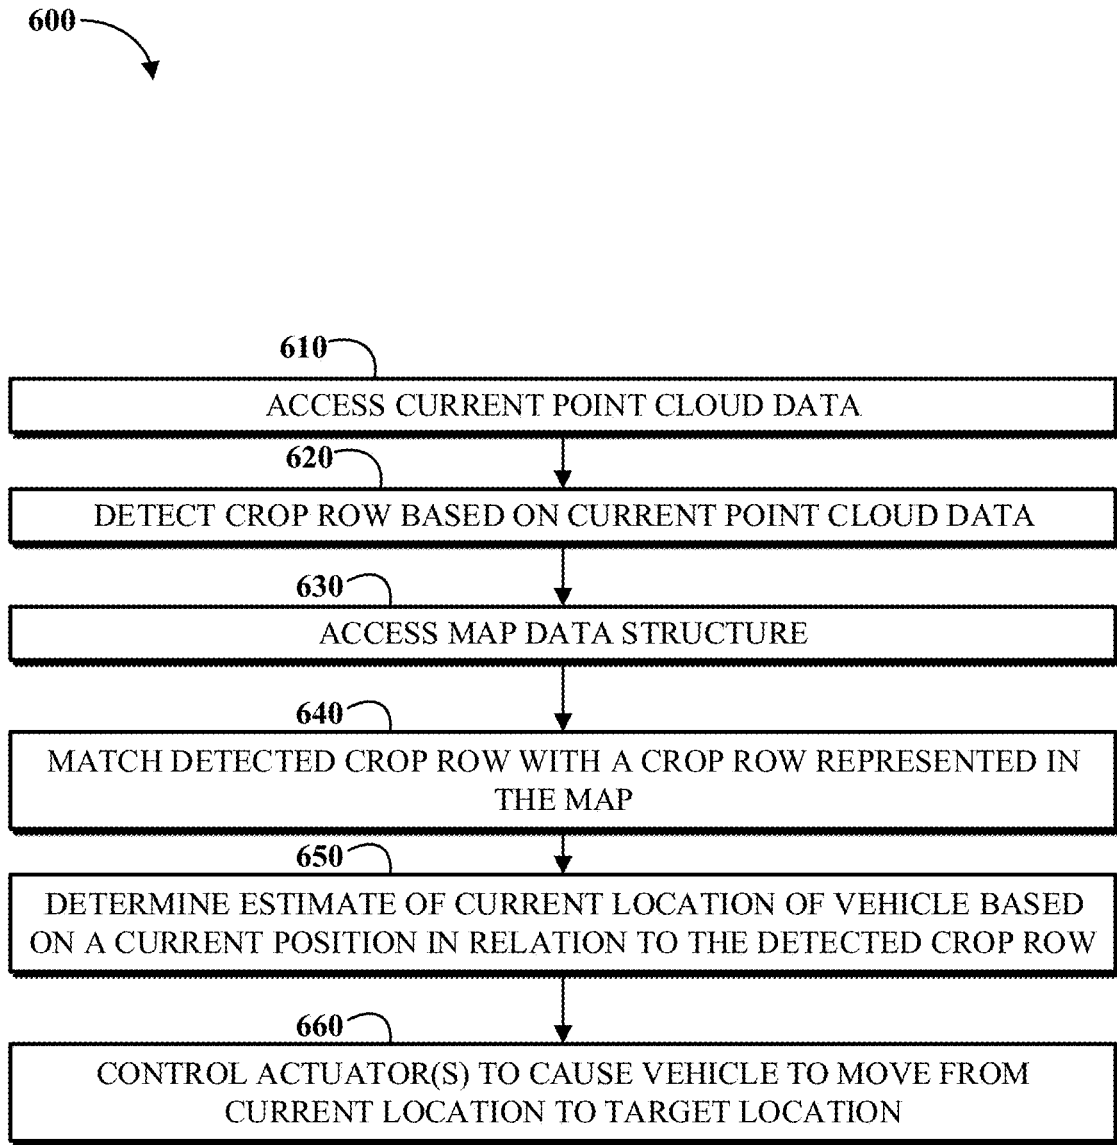 600
610
ACCESS CURRENT POINT CLOUD DATA
620
DETECT CROP ROW BASED ON CURRENT POINT CLOUD DATA
630
ACCESS MAP DATA STRUCTURE
640
MATCH DETECTED CROP ROW WITH A CROP ROW REPRESENTED IN
THE MAP
650
DETERMINE ESTIMATE OF CURRENT LOCATION OF VEHICLE BASED
ON A CURRENT POSITION IN RELATION TO THE DETECTED CROP ROW
660
CONTROL ACTUATOR(S) TO CAUSE VEHICLE TO MOVE FROM
CURRENT LOCATION TO TARGET LOCATION